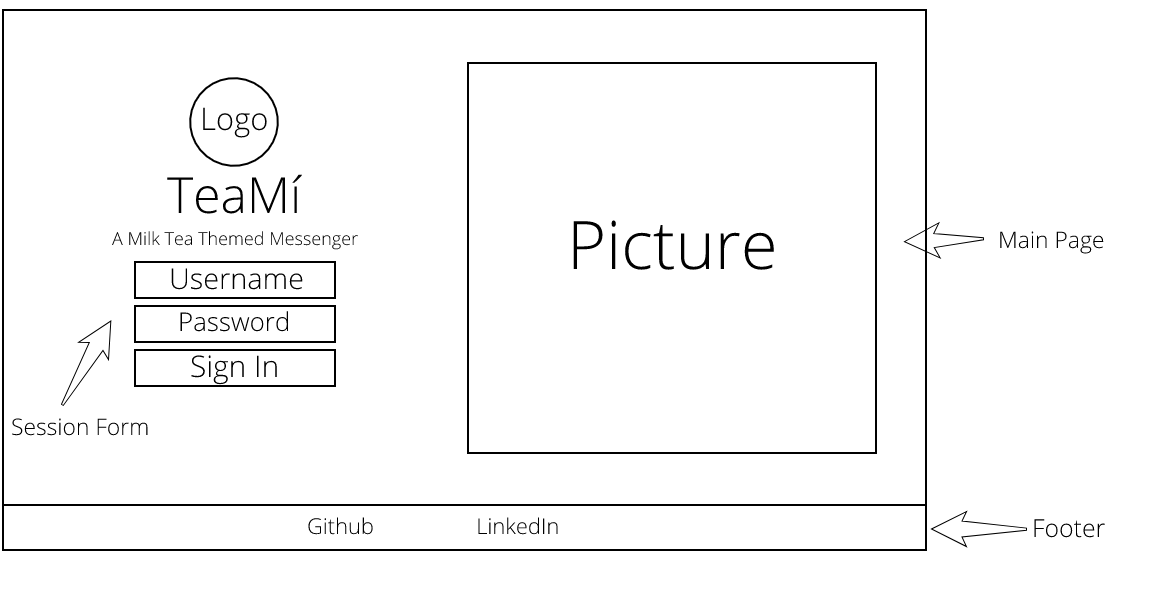 Logo
TeaMí
A Milk Tea Themed Messenger
Username
Password
Sign In
Session Form
Picture
Main Page
Github LinkedIn
Footer